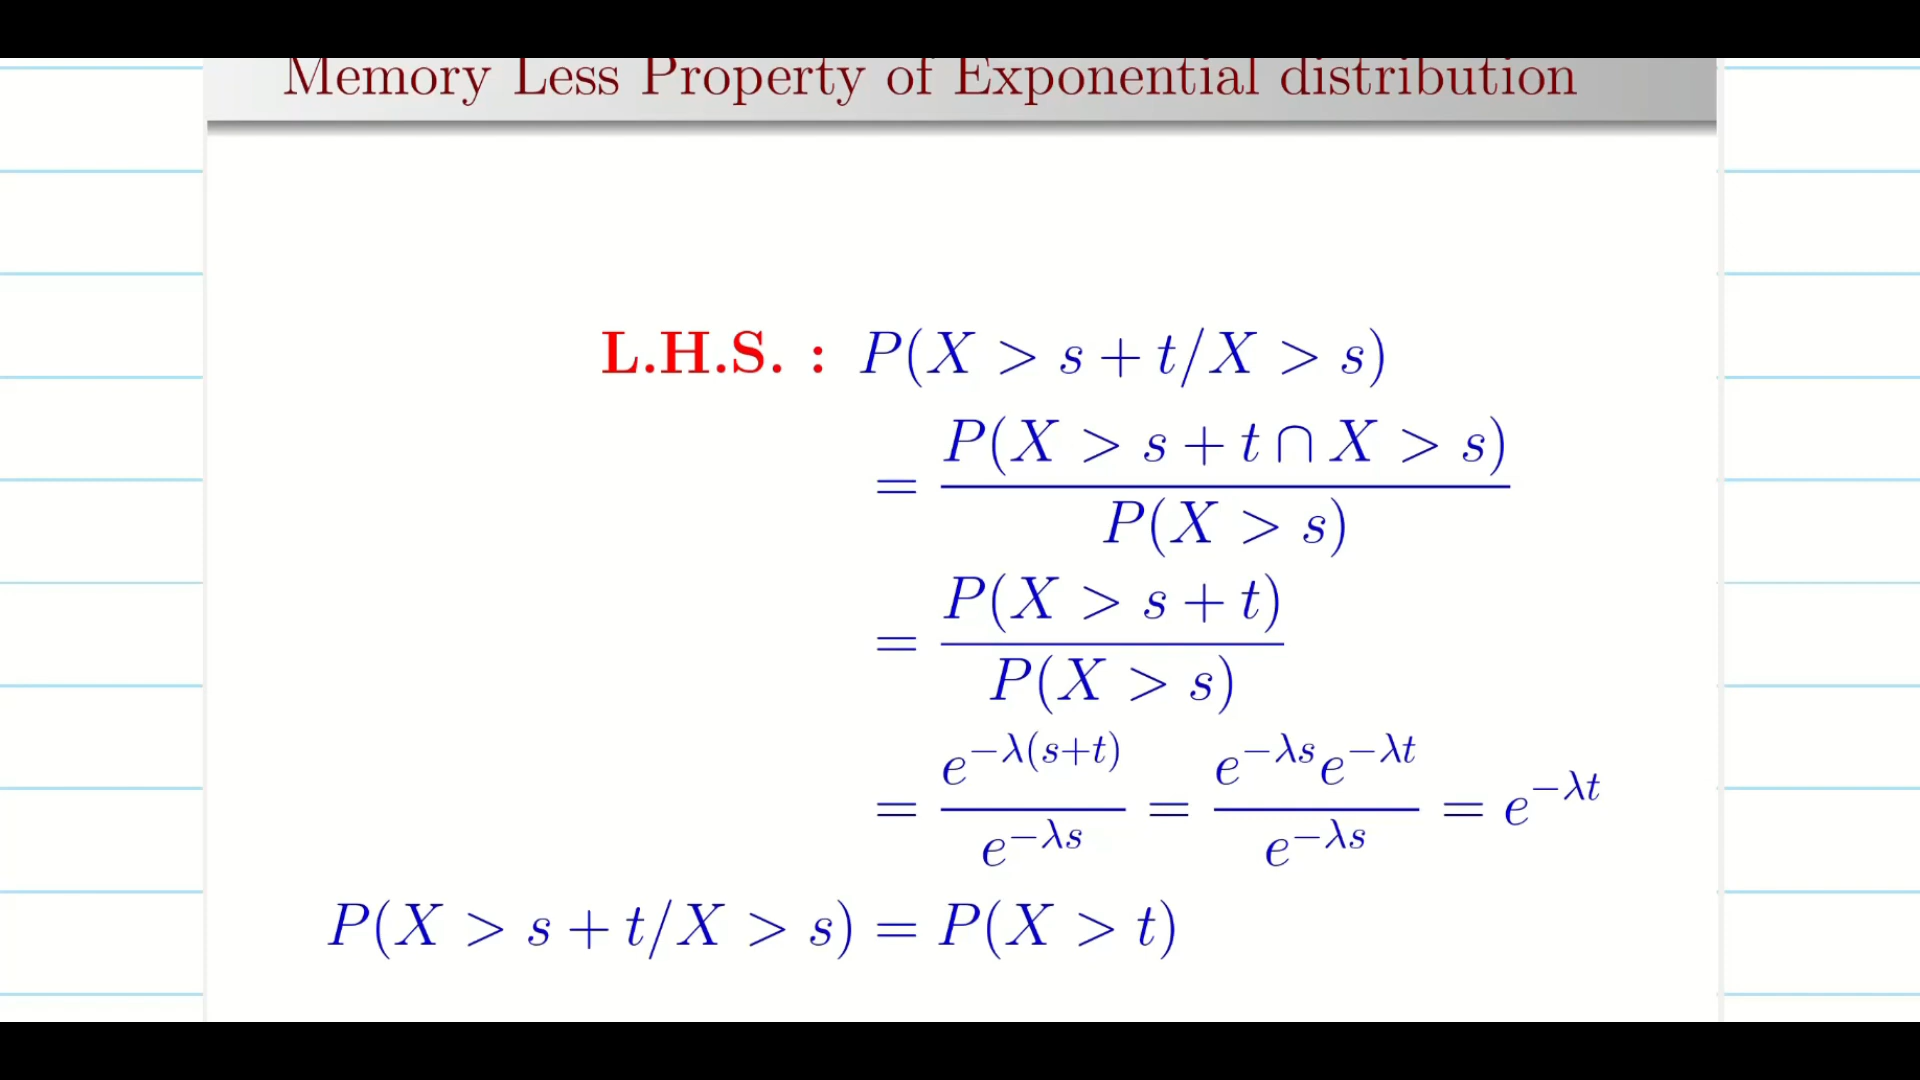 Memory Less Property of Exponential distribution
L.H.S. : P(X > s + t/X > s)
= P(X > s + t ∩ X > s) / P(X > s)
= P(X > s + t) / P(X > s)
= e^{-λ(s+t)} / e^{-λs} = e^{-λs}e^{-λt} / e^{-λs} = e^{-λt}
P(X > s + t/X > s) = P(X > t)